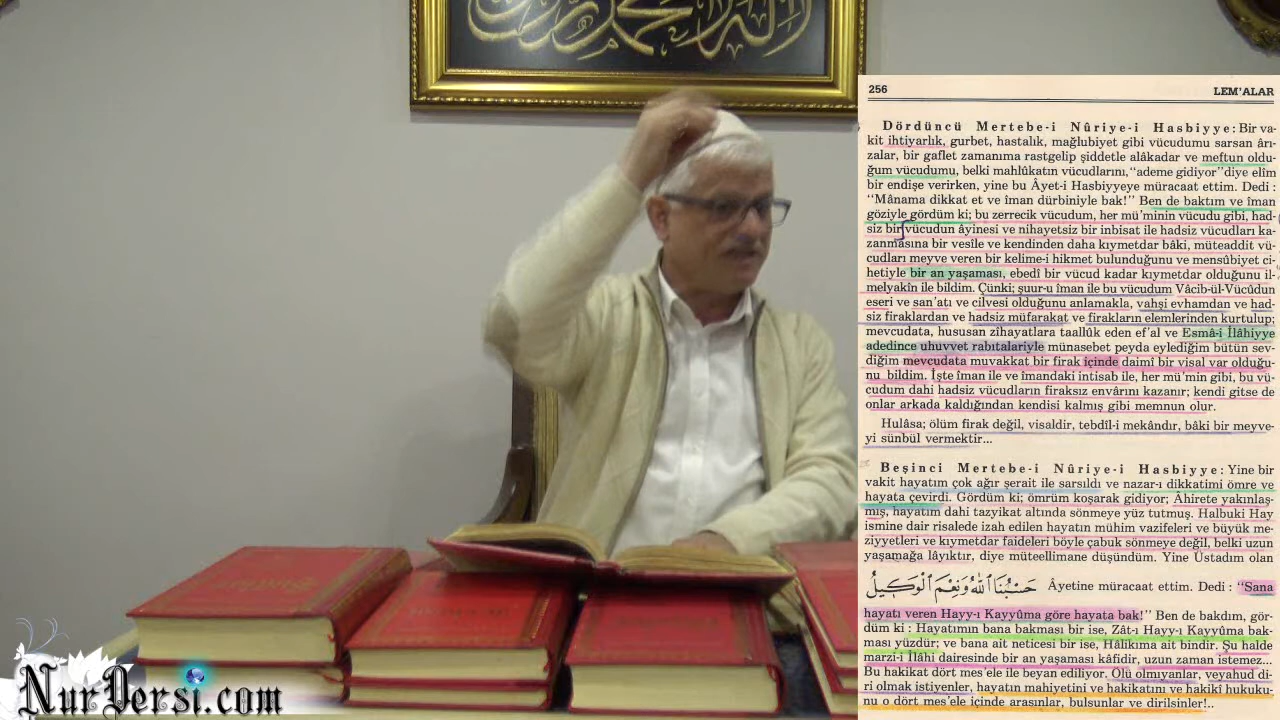 256 LEM'ALAR
Dördüncü Mertebe-i Nûriye-i Hasbiyye: Bir va-
kit ihtiyarlık, gurbet, hastalık, mağlubiyet gibi vücudumu sarsan ârı-
zalar, bir gaflet zamanıma rastgelip şiddetle alâkadar ve meftun oldu-
ğum vücudumu, belki mahlûkatın vücudlarını, "ademe gidiyor" diye elim
bir endişe verirken, yine bu Âyet-i Hasbiyyeye müracaat ettim. Dedi :
"Mânama dikkat et ve îman dürbiniyle bak!" Ben de baktım ve îman
göziyle gördüm ki; bu zerrecik vücudum, her mü'minin vücudu gibi, had-
siz bir vücudun âyinesi ve nihayetsiz bir inbisat ile hadsiz vücudları ka-
zanmasına bir vesile ve kendinden daha kıymetdar bâki, müteaddit vü-
cudları meyve veren bir kelime-i hikmet bulunduğunu ve mensûbiyet ci-
hetiyle bir an yaşaması, ebedî bir vücud kadar kıymetdar olduğunu il-
melyakîn ile bildim. Çünki; şuur-u îman ile bu vücudum Vâcib-ül-Vücûdun
eseri ve san'atı ve cilvesi olduğunu anlamakla, vahşi evhamdan ve had-
siz firaklardan ve hadsiz müfarakat ve firakların elemlerinden kurtulup;
mevcudata, hususan zîhayatlara taallûk eden ef'al ve Esmâ-i İlâhiyye
adedince uhuvvet rabıtalariyle münasebet peyda eylediğim bütün sev-
diğim mevcudata muvakkat bir firak içinde daimî bir visal var olduğu-
nu bildim. İşte îman ile ve îmandaki intisab ile, her mü'min gibi, bu vü-
cudum dahi hadsiz vücudların firaksız envârını kazanır; kendi gitse de
onlar arkada kaldığından kendisi kalmış gibi memnun olur.
Hulâsa; ölüm firak değil, visaldir, tebdîl-i mekândır, bâki bir meyve-
yi sünbül vermektir...
Beşinci Mertebe-i Nûriye-i Hasbiyye: Yine bir
vakit hayatım çok ağır şerait ile sarsıldı ve nazar-ı dikkatimi ömre ve
hayata çevirdi. Gördüm ki; ömrüm koşarak gidiyor; Âhirete yakınlaş-
mış, hayatım dahi tazyikat altında sönmeye yüz tutmuş. Halbuki Hay
ismine dair risalede izah edilen hayatın mühim vazifeleri ve büyük me-
ziyyetleri ve kıymetdar faideleri böyle çabuk sönmeye değil, belki uzun
yaşamağa lâyıktır, diye müteellimane düşündüm. Yine Üstadım olan
حَسْبُنَا اللّٰهُ وَنِعْمَ الْوَكِيلُ Âyetine müracaat ettim. Dedi : "Sana
hayatı veren Hayy-ı Kayyûma göre hayata bak!" Ben de bakdım, gör-
düm ki : Hayatımın bana bakması bir ise, Zât-ı Hayy-ı Kayyûma bak-
ması yüzdür; ve bana ait neticesi bir ise, Hâlıkıma ait bindir. Şu halde
marzî-i İlâhî dairesinde bir an yaşaması kâfidir, uzun zaman istemez...
Bu hakikat dört mes'ele ile beyan ediliyor. Ölü olmıyanlar, veyahud di-
ri olmak istiyenler, hayatın mahiyetini ve hakikatını ve hakikî hukuku-
nu o dört mes'ele içinde arasınlar, bulsunlar ve dirilsinler!..
NurDersi.com